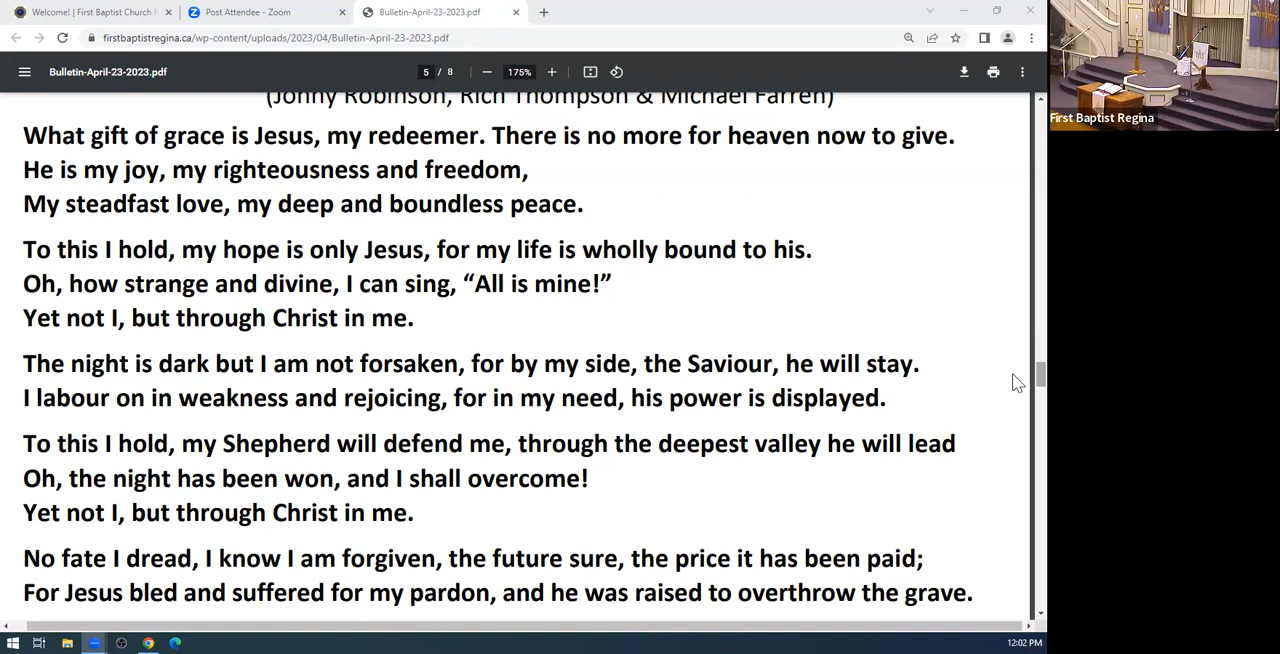 Welcome! | First Baptist Church R
Post Attendee - Zoom
Bulletin-April-23-2023.pdf
firstbaptistregina.ca/wp-content/uploads/2023/04/Bulletin-April-23-2023.pdf
Bulletin-April-23-2023.pdf
5 / 8
175%
First Baptist Regina
(Jonny Robinson, Rich Thompson & Michael Farren)
What gift of grace is Jesus, my redeemer. There is no more for heaven now to give.
He is my joy, my righteousness and freedom,
My steadfast love, my deep and boundless peace.
To this I hold, my hope is only Jesus, for my life is wholly bound to his.
Oh, how strange and divine, I can sing, “All is mine!”
Yet not I, but through Christ in me.
The night is dark but I am not forsaken, for by my side, the Saviour, he will stay.
I labour on in weakness and rejoicing, for in my need, his power is displayed.
To this I hold, my Shepherd will defend me, through the deepest valley he will lead
Oh, the night has been won, and I shall overcome!
Yet not I, but through Christ in me.
No fate I dread, I know I am forgiven, the future sure, the price it has been paid;
For Jesus bled and suffered for my pardon, and he was raised to overthrow the grave.
12:02 PM